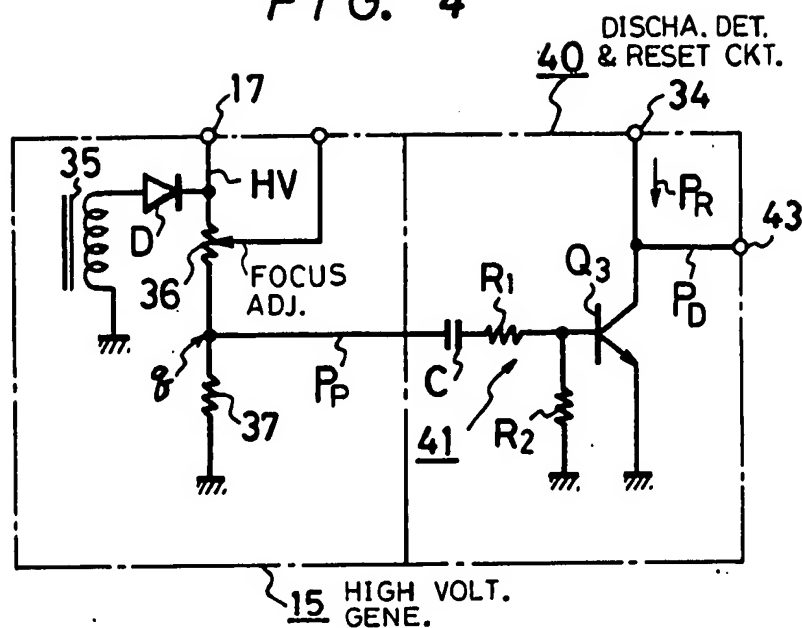 FIG. 4
DISCHA. DET.
40 & RESET CKT.
17
34
35
HV
D
36
FOCUS
ADJ.
PR
43
Q3
PD
R1
q
PP
C
37
41
R2
15 HIGH VOLT.
GENE.